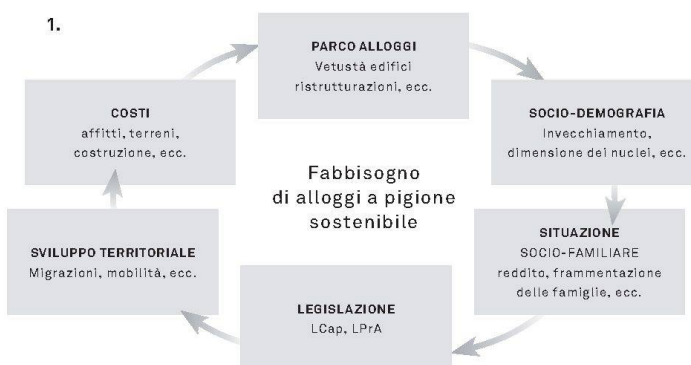 1.
PARCO ALLOGGI
Vetustà edifici
ristrutturazioni, ecc.
COSTI
affitti, terreni,
costruzione, ecc.
SOCIO-DEMOGRAFIA
Invecchiamento,
dimensione dei nuclei, ecc.
Fabbisogno
di alloggi a pigione
sostenibile
SVILUPPO TERRITORIALE
Migrazioni, mobilità, ecc.
SITUAZIONE
SOCIO-FAMILIARE
reddito, frammentazione
delle famiglie, ecc.
LEGISLAZIONE
LCap, LPrA